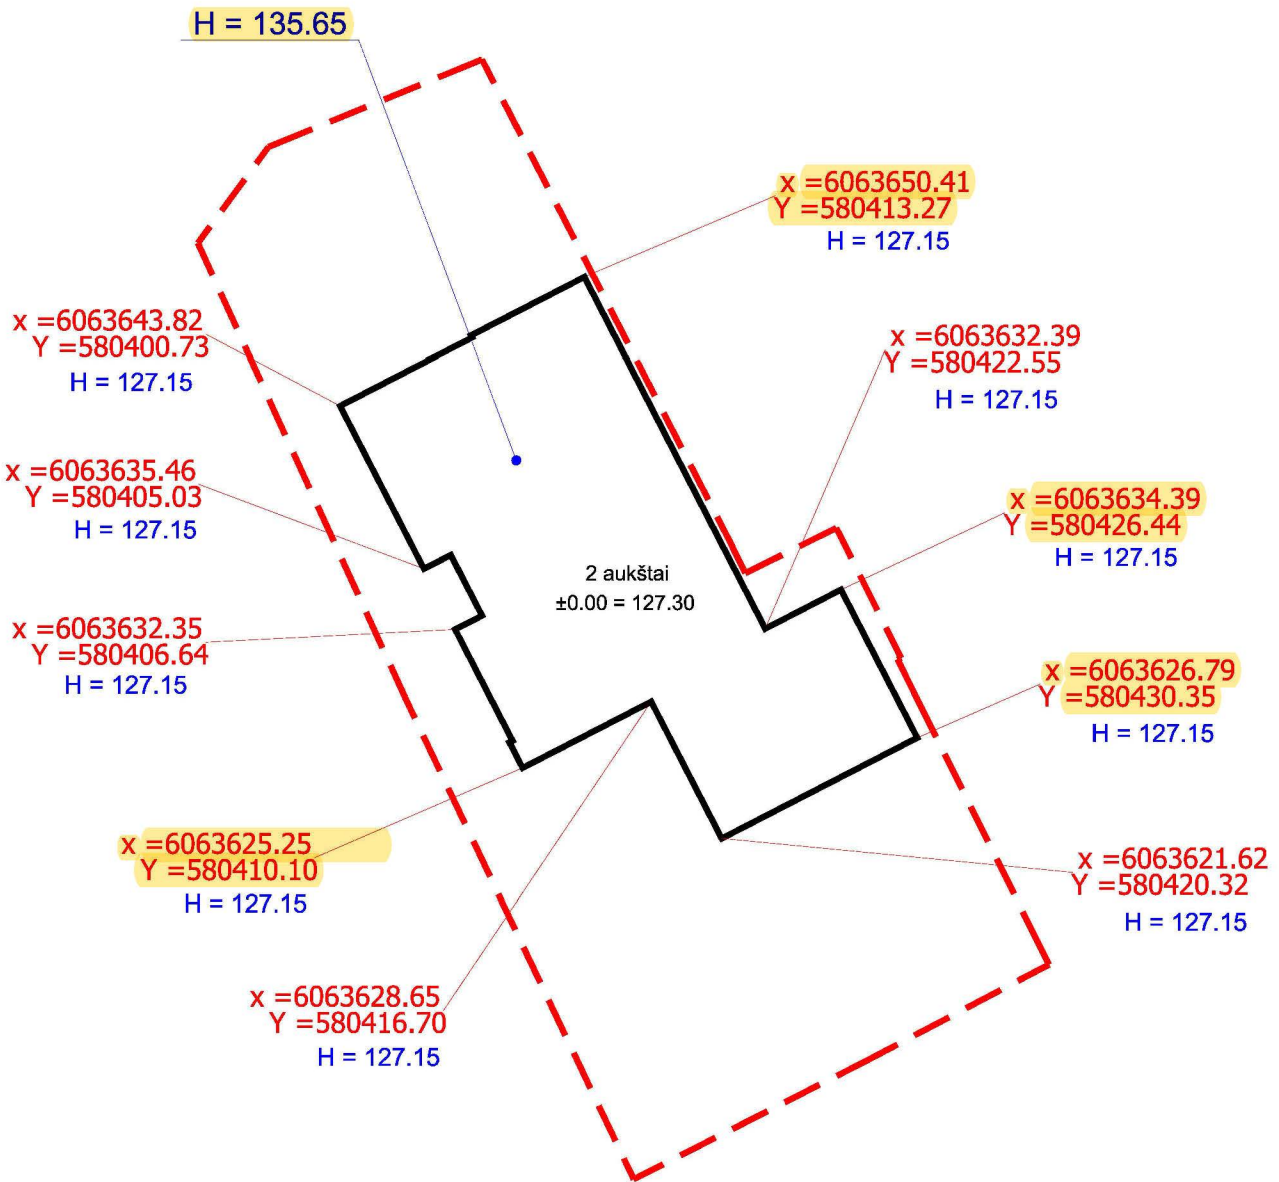 H = 135.65
x =6063650.41
Y =580413.27
H = 127.15
x =6063643.82
Y =580400.73
H = 127.15
x =6063632.39
Y =580422.55
H = 127.15
x =6063635.46
Y =580405.03
H = 127.15
x =6063634.39
Y =580426.44
H = 127.15
2 aukštai
±0.00 = 127.30
x =6063632.35
Y =580406.64
H = 127.15
x =6063626.79
Y =580430.35
H = 127.15
x =6063625.25
Y =580410.10
H = 127.15
x =6063621.62
Y =580420.32
H = 127.15
x =6063628.65
Y =580416.70
H = 127.15